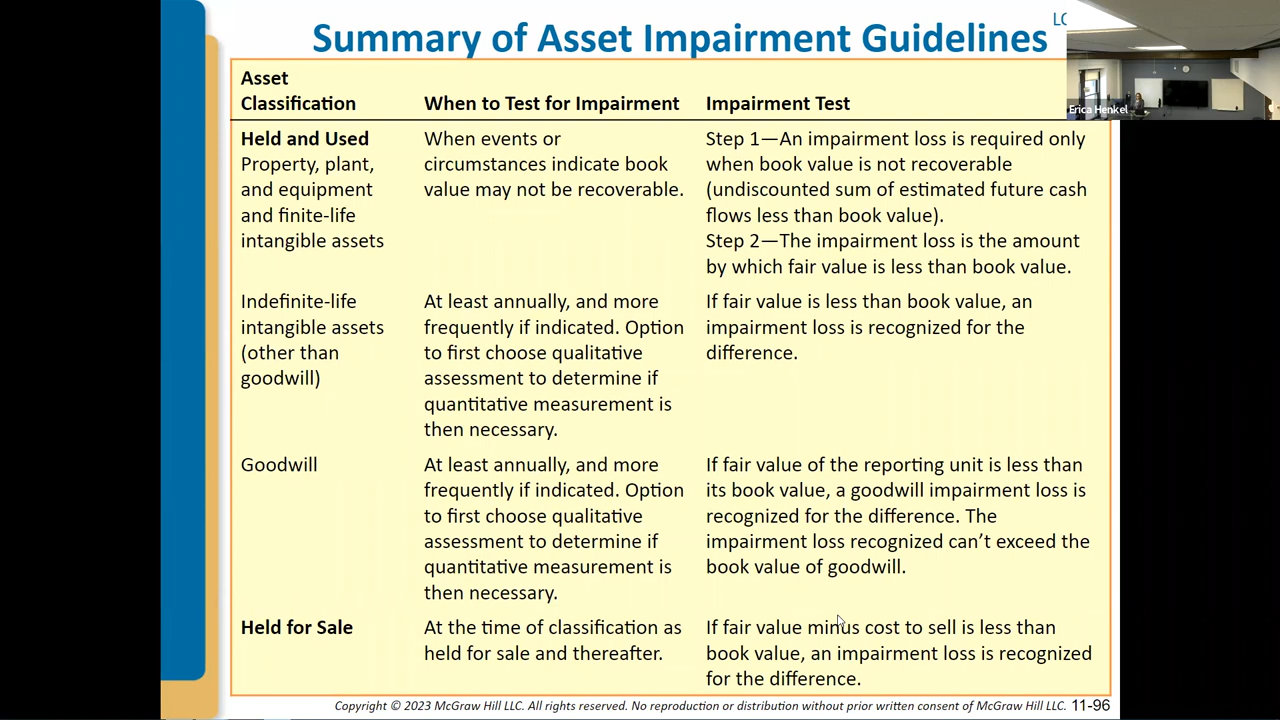 Summary of Asset Impairment Guidelines
Erica Henkel
Asset
Classification
When to Test for Impairment
Impairment Test
Held and Used
Property, plant,
and equipment
and finite-life
intangible assets
When events or
circumstances indicate book
value may not be recoverable.
Step 1—An impairment loss is required only
when book value is not recoverable
(undiscounted sum of estimated future cash
flows less than book value).
Step 2—The impairment loss is the amount
by which fair value is less than book value.
Indefinite-life
intangible assets
(other than
goodwill)
At least annually, and more
frequently if indicated. Option
to first choose qualitative
assessment to determine if
quantitative measurement is
then necessary.
If fair value is less than book value, an
impairment loss is recognized for the
difference.
Goodwill
At least annually, and more
frequently if indicated. Option
to first choose qualitative
assessment to determine if
quantitative measurement is
then necessary.
If fair value of the reporting unit is less than
its book value, a goodwill impairment loss is
recognized for the difference. The
impairment loss recognized can’t exceed the
book value of goodwill.
Held for Sale
At the time of classification as
held for sale and thereafter.
If fair value minus cost to sell is less than
book value, an impairment loss is recognized
for the difference.
Copyright © 2023 McGraw Hill LLC. All rights reserved. No reproduction or distribution without prior written consent of McGraw Hill LLC. 11-96